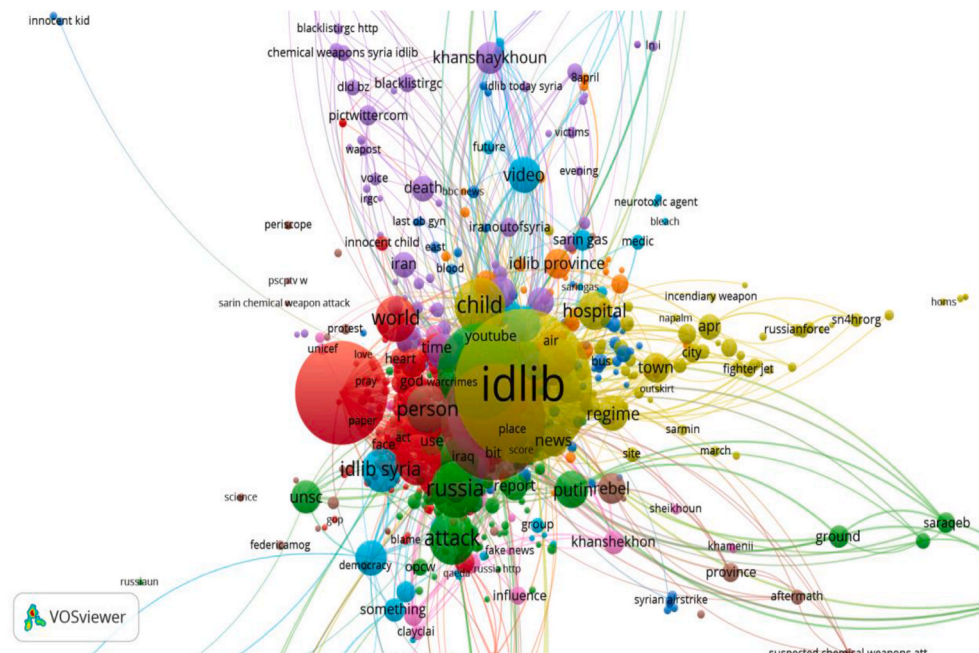 innocent kid
blacklistirgc http
chemical weapons syria idlib
khanshaykhoun
ln i
8april
dld bz
blacklistirgc
idlib today syria
pictwittercom
victims
wapost
future
voice
death
bbc news
video
evening
irgc
neurotoxic agent
periscope
last ob gyn
iranoutofsyria
bleach
innocent child
east
sarin gas
medic
iran
blood
idlib province
pscptv w
saringas
sarin chemical weapon attack
child
hospital
incendiary weapon
homs
world
napalm
apr
sn4hrorg
protest
youtube
air
russianforce
unicef
love
time
bus
city
heart
town
fighter jet
pray
god
warcrimes
idlib
outskirt
paper
person
place
regime
sarmin
face
act
use
news
iraq
bit
score
site
march
idlib syria
science
unsc
russia
report
putin
rebel
sheikhoun
gop
saraqeb
federicamog
blame
attack
group
khanshekhon
ground
fake news
khamenii
democracy
opcw
qaeda
russia http
province
russiaun
influence
syrian airstrike
aftermath
something
clayclai
VOSviewer